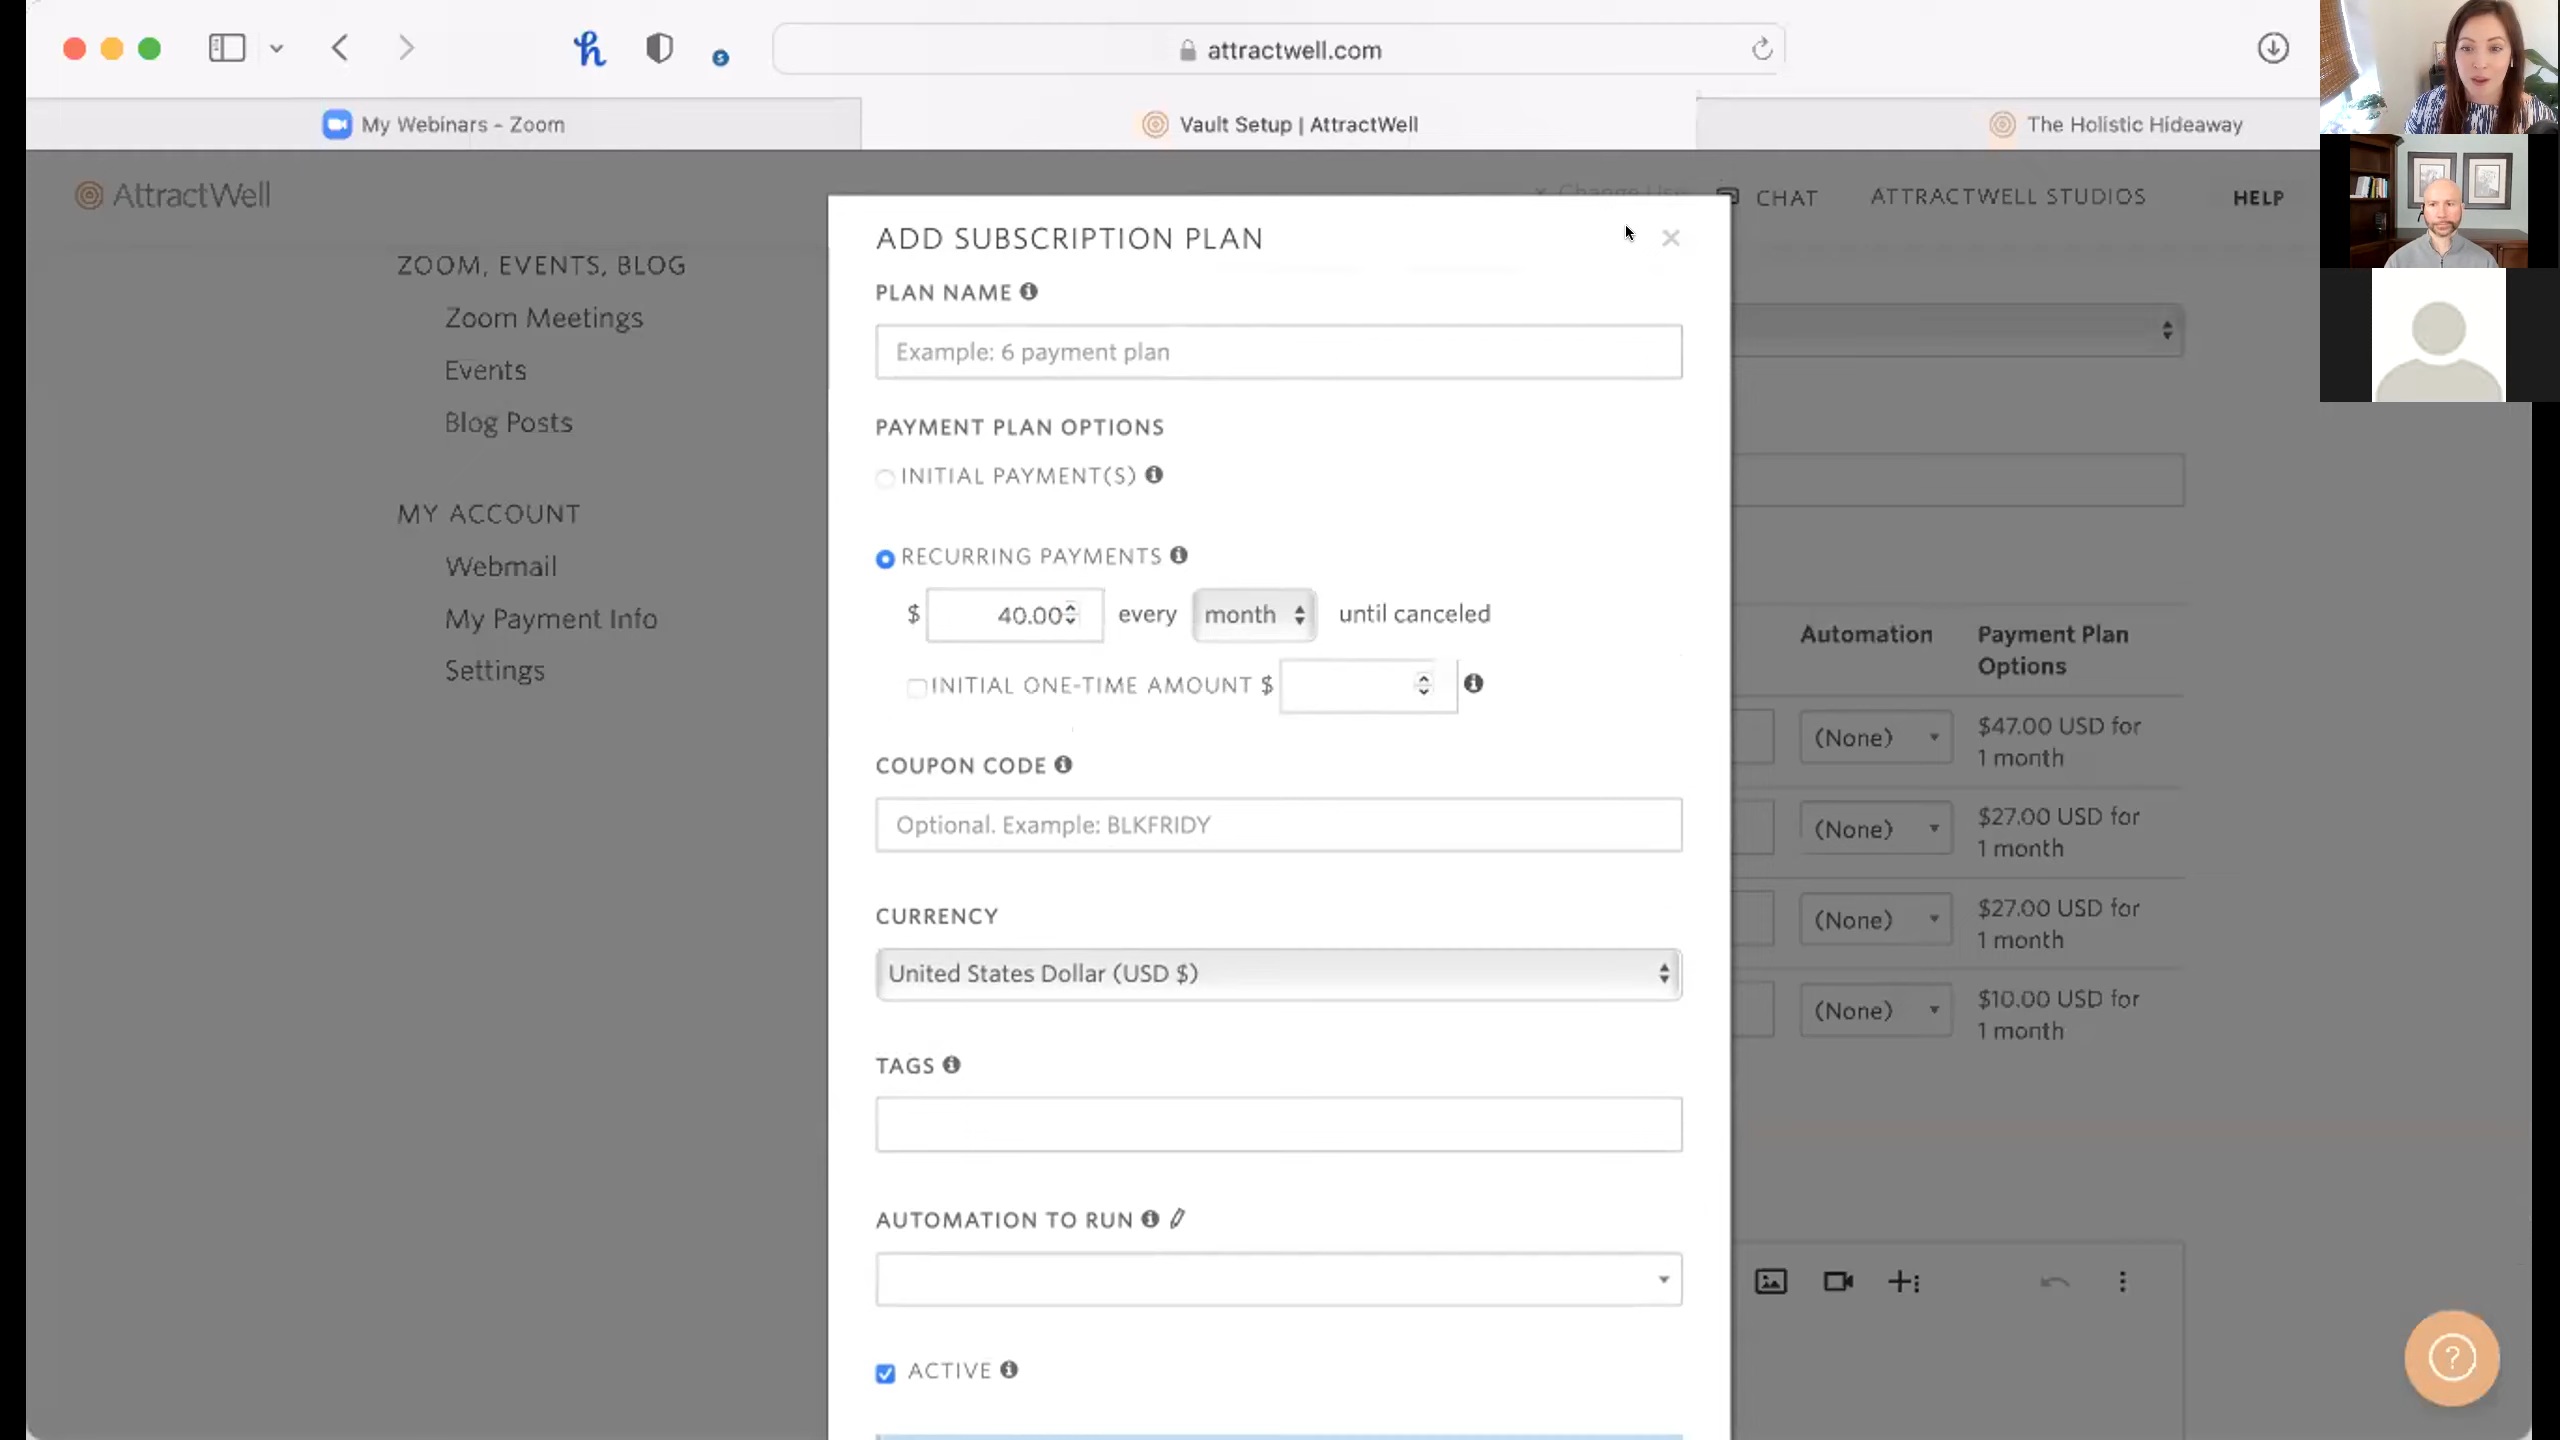 attractwell.com
My Webinars - Zoom
Vault Setup | AttractWell
The Holistic Hideaway
AttractWell
Change Use
CHAT
ATTRACTWELL STUDIOS
HELP
ZOOM, EVENTS, BLOG
Zoom Meetings
Events
Blog Posts
MY ACCOUNT
Webmail
My Payment Info
Settings
ADD SUBSCRIPTION PLAN
PLAN NAME
Example: 6 payment plan
PAYMENT PLAN OPTIONS
INITIAL PAYMENT(S)
RECURRING PAYMENTS
$ 40.00 every month until canceled
INITIAL ONE-TIME AMOUNT $
COUPON CODE
Optional. Example: BLKFRIDY
CURRENCY
United States Dollar (USD $)
TAGS
AUTOMATION TO RUN
ACTIVE
Automation
Payment Plan
Options
(None)
$47.00 USD for
1 month
(None)
$27.00 USD for
1 month
(None)
$27.00 USD for
1 month
(None)
$10.00 USD for
1 month